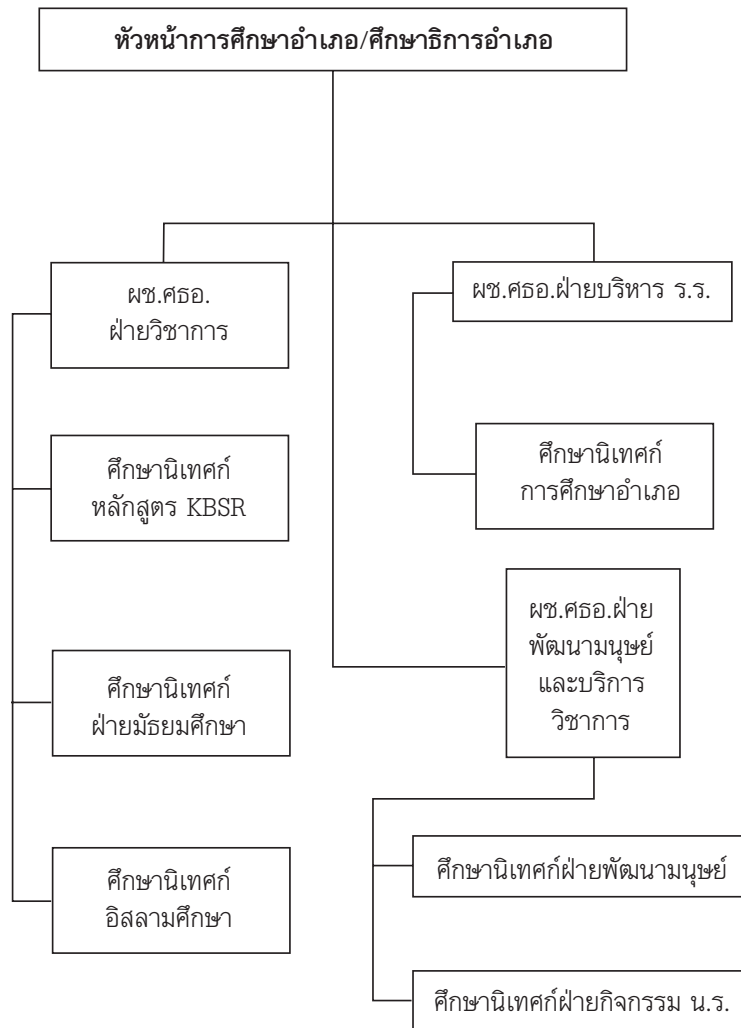 หัวหน้าการศึกษาอำเภอ/ศึกษาธิการอำเภอ
ผช.ศธอ.
ฝ่ายวิชาการ
ผช.ศธอ.ฝ่ายบริหาร ร.ร.
ศึกษานิเทศก์
หลักสูตร KBSR
ศึกษานิเทศก์
การศึกษาอำเภอ
ผช.ศธอ.ฝ่าย
พัฒนามนุษย์
และบริการ
วิชาการ
ศึกษานิเทศก์
ฝ่ายมัธยมศึกษา
ศึกษานิเทศก์
อิสลามศึกษา
ศึกษานิเทศก์ฝ่ายพัฒนามนุษย์
ศึกษานิเทศก์ฝ่ายกิจกรรม น.ร.